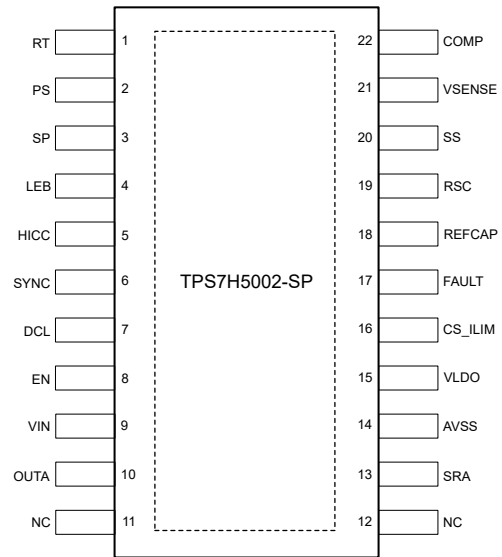 RT 1 22 COMP
PS 2 21 VSENSE
SP 3 20 SS
LEB 4 19 RSC
HICC 5 18 REFCAP
SYNC 6 TPS7H5002-SP 17 FAULT
DCL 7 16 CS_ILIM
EN 8 15 VLDO
VIN 9 14 AVSS
OUTA 10 13 SRA
NC 11 12 NC